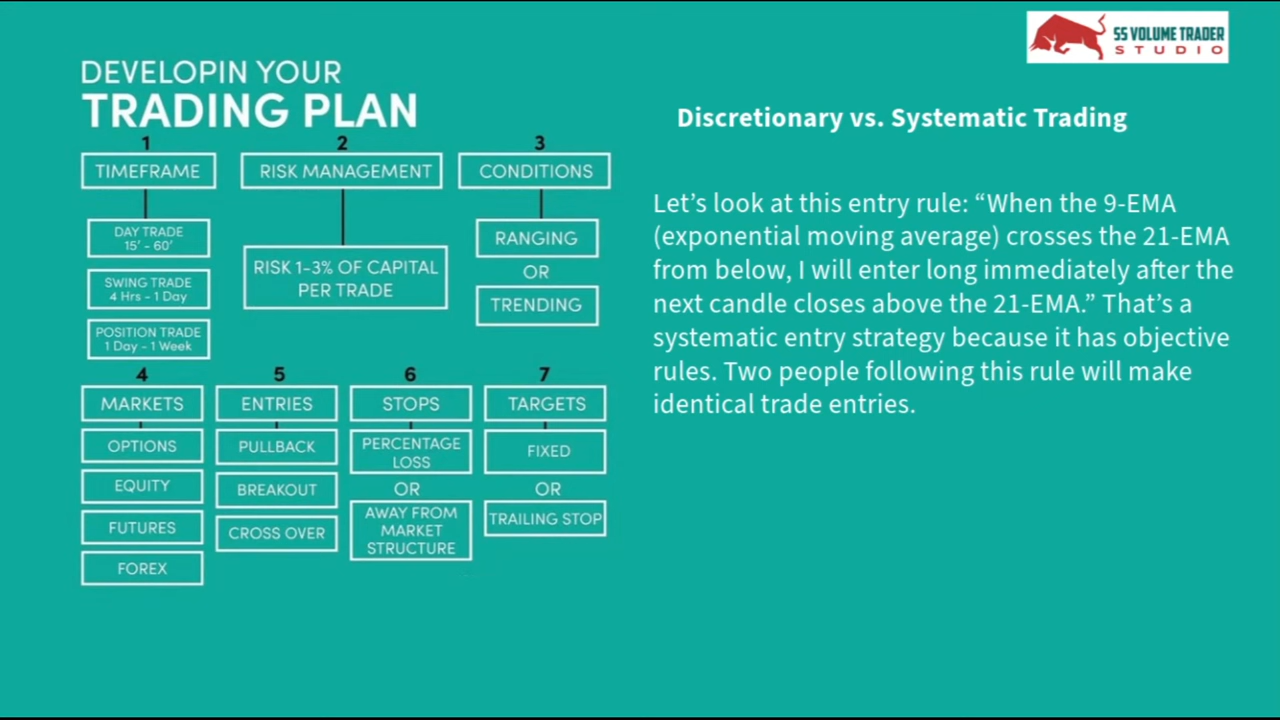 55 VOLUME TRADER
STUDIO
DEVELOPIN YOUR
TRADING PLAN
1
TIMEFRAME
DAY TRADE
15' - 60'
SWING TRADE
4 Hrs - 1 Day
POSITION TRADE
1 Day - 1 Week
2
RISK MANAGEMENT
RISK 1-3% OF CAPITAL
PER TRADE
3
CONDITIONS
RANGING
OR
TRENDING
4
MARKETS
OPTIONS
EQUITY
FUTURES
FOREX
5
ENTRIES
PULLBACK
BREAKOUT
CROSS OVER
6
STOPS
PERCENTAGE
LOSS
OR
AWAY FROM
MARKET
STRUCTURE
7
TARGETS
FIXED
OR
TRAILING STOP
Discretionary vs. Systematic Trading
Let’s look at this entry rule: “When the 9-EMA
(exponential moving average) crosses the 21-EMA
from below, I will enter long immediately after the
next candle closes above the 21-EMA.” That’s a
systematic entry strategy because it has objective
rules. Two people following this rule will make
identical trade entries.